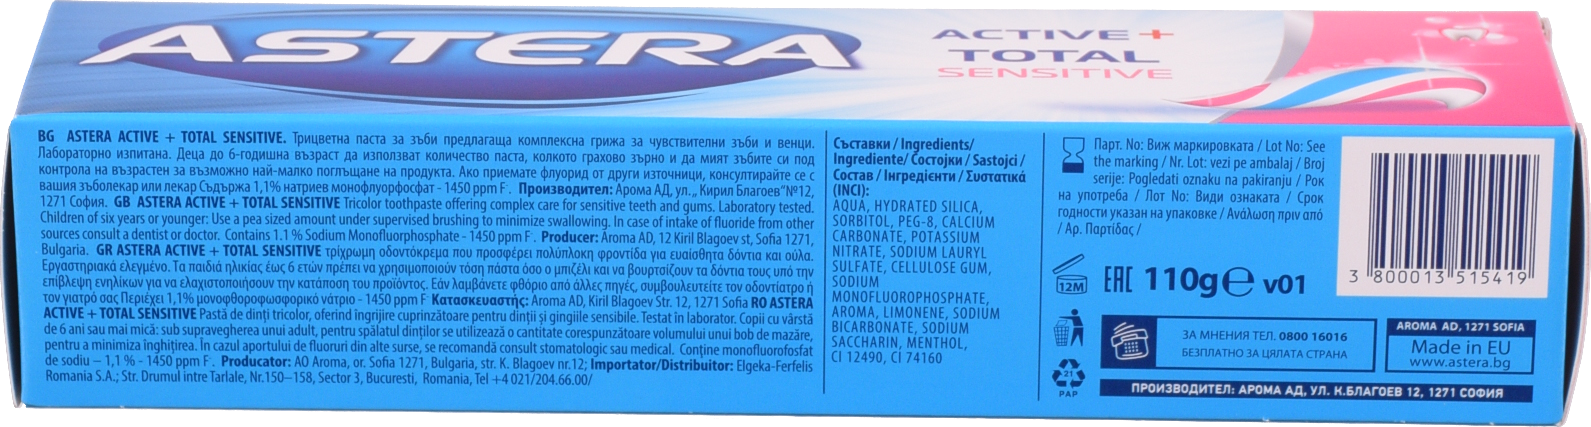 ASTERA
ACTIVE +
TOTAL
SENSITIVE
BG ASTERA ACTIVE + TOTAL SENSITIVE. Трицветна паста за зъби предлагаща комплексна грижа за чувствителни зъби и венци.
Лабораторно изпитана. Деца до 6-годишна възраст да използват количество паста, колкото грахово зърно и да мият зъбите си под
контрола на възрастен за възможно най-малко поглъщане на продукта. Ако приемате флуорид от други източници, консултирайте се с
вашия зъболекар или лекар Съдържа 1,1% натриев монофлуорфосфат - 1450 ppm F-. Производител: Арома АД, ул.„ Кирил Благоев"№12,
1271 София. GB ASTERA ACTIVE + TOTAL SENSITIVE Tricolor toothpaste offering complex care for sensitive teeth and gums. Laboratory tested.
Children of six years or younger: Use a pea sized amount under supervised brushing to minimize swallowing. In case of intake of fluoride from other
sources consult a dentist or doctor. Contains 1.1 % Sodium Monofluorphosphate - 1450 ppm F-. Producer: Aroma AD, 12 Kiril Blagoev st, Sofia 1271,
Bulgaria. GR ASTERA ACTIVE + TOTAL SENSITIVE τρίχρωμη οδοντόκρεμα που προσφέρει πολύπλοκη φροντίδα για ευαίσθητα δόντια και ούλα.
Εργαστηριακά ελεγμένο. Τα παιδιά ηλικίας έως 6 ετών πρέπει να χρησιμοποιούν τόση πάστα όσο ο μπιζέλι και να βουρτσίζουν τα δόντια τους υπό την
επίβλεψη ενηλίκων για να ελαχιστοποιήσουν την κατάποση του προϊόντος. Εάν λαμβάνετε φθόριο από άλλες πηγές, συμβουλευτείτε τον οδοντίατρο ή
τον γιατρό σας Περιέχει 1,1% μονοφθοροφωσφορικό νάτριο - 1450 ppm F- Κατασκευαστής: Aroma AD, Kiril Blagoev Str. 12, 1271 Sofia RO ASTERA
ACTIVE + TOTAL SENSITIVE Pastă de dinți tricolor, oferind îngrijire cuprinzătoare pentru dinții și gingiile sensibile. Testat în laborator. Copii cu vârstă
de 6 ani sau mai mică: sub supravegherea unui adult, pentru spălatul dinților se utilizează o cantitate corespunzătoare volumului unui bob de mazăre,
pentru a minimiza înghițirea. În cazul aportului de fluoruri din alte surse, se recomandă consult stomatologic sau medical. Conține monofluorofosfat
de sodiu – 1,1 % - 1450 ppm F-. Producator: AO Aroma, or. Sofia 1271, Bulgaria, str. K. Blagoev nr.12; Importator/Distribuitor: Elgeka-Ferfelis
Romania S.A.; Str. Drumul intre Tarlale, Nr.150–158, Sector 3, Bucuresti, Romania, Tel +4 021/204.66.00/
Съставки / Ingredients/
Ingrediente/ Состојки / Sastojci /
Состав / Інгредієнти / Συστατικά
(INCI):
AQUA, HYDRATED SILICA,
SORBITOL, PEG-8, CALCIUM
CARBONATE, POTASSIUM
NITRATE, SODIUM LAURYL
SULFATE, CELLULOSE GUM,
SODIUM
MONOFLUOROPHOSPHATE,
AROMA, LIMONENE, SODIUM
BICARBONATE, SODIUM
SACCHARIN, MENTHOL,
CI 12490, CI 74160
Парт. No: Виж маркировката / Lot No: See
the marking / Nr. Lot: vezi pe ambalaj / Broj
serije: Pogledati oznaku na pakiranju / Рок
на употреба / Лот No: Види ознаката / Срок
годности указан на упаковке / Ανάλωση πριν από
/ Αρ. Παρτίδας /
12M
EAC 110g e v01
3 800013 515419
ЗА МНЕНИЯ ТЕЛ. 0800 16016
БЕЗПЛАТНО ЗА ЦЯЛАТА СТРАНА
AROMA AD, 1271 SOFIA
Made in EU
www.astera.bg
21
PAP
ПРОИЗВОДИТЕЛ: АРОМА АД, УЛ. К.БЛАГОЕВ 12, 1271 СОФИЯ